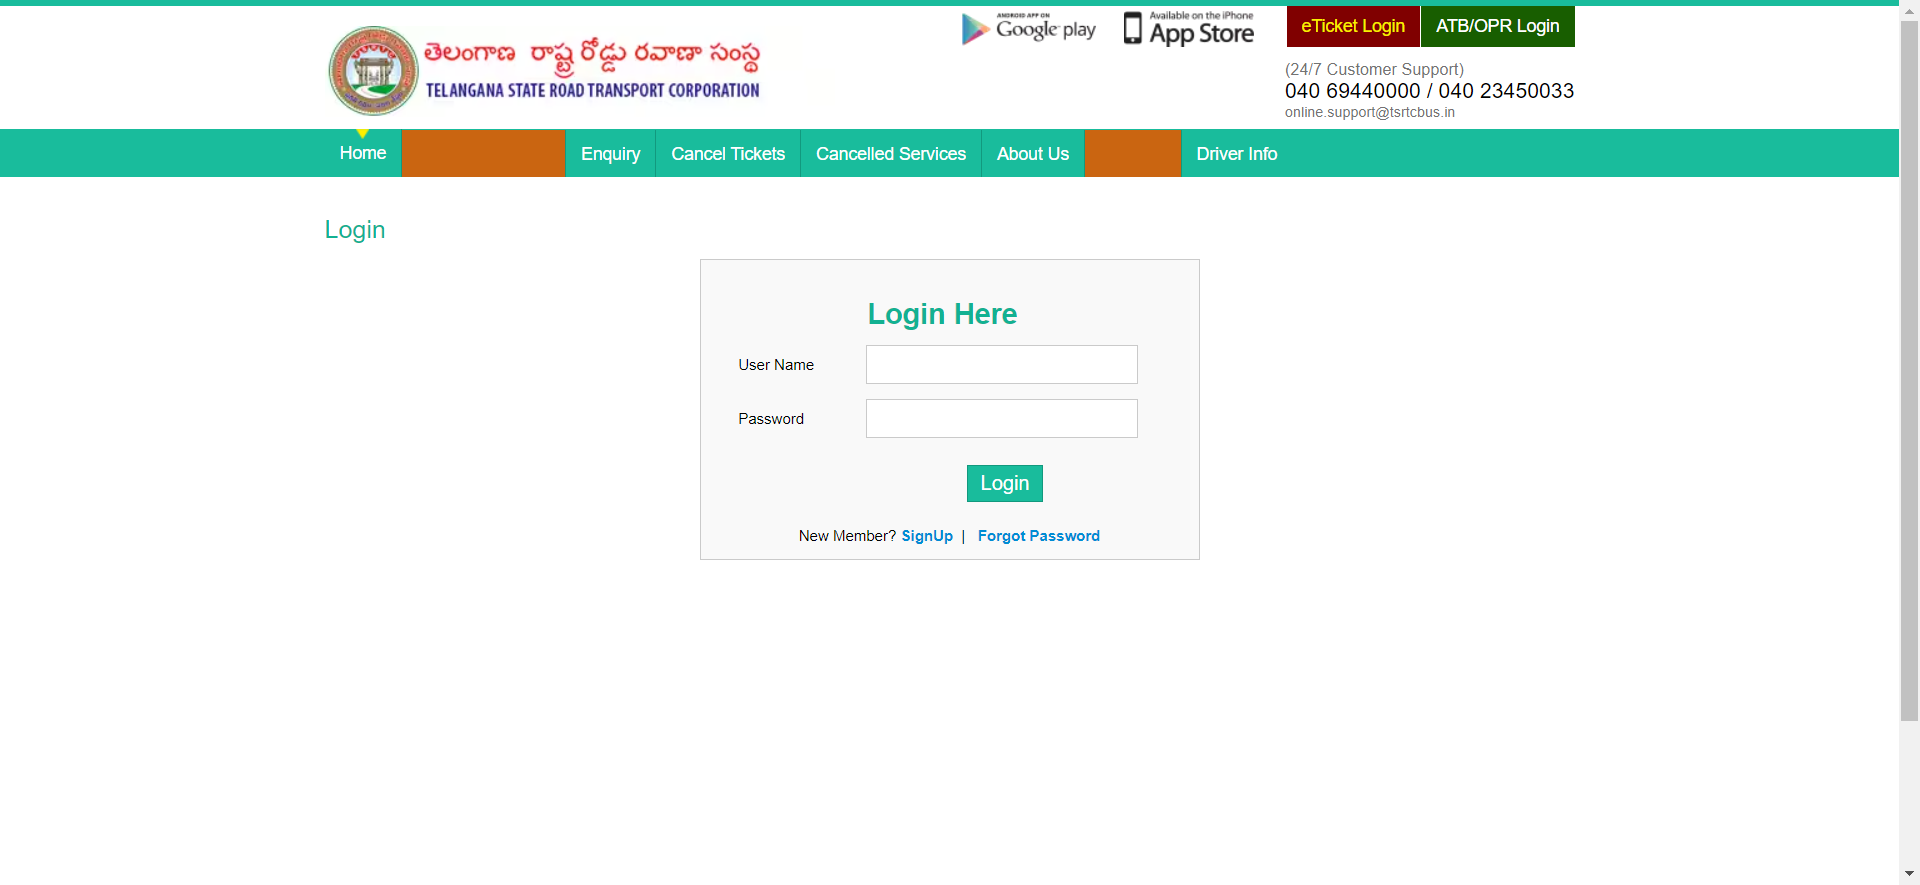 ANDROID APP ON
Google play
Available on the iPhone
App Store
eTicket Login
ATB/OPR Login
తెలంగాణ రాష్ట్ర రోడ్డు రవాణా సంస్థ
TELANGANA STATE ROAD TRANSPORT CORPORATION
(24/7 Customer Support)
040 69440000 / 040 23450033
online.support@tsrtcbus.in
Home
Enquiry
Cancel Tickets
Cancelled Services
About Us
Driver Info
Login
Login Here
User Name
Password
Login
New Member? SignUp | Forgot Password